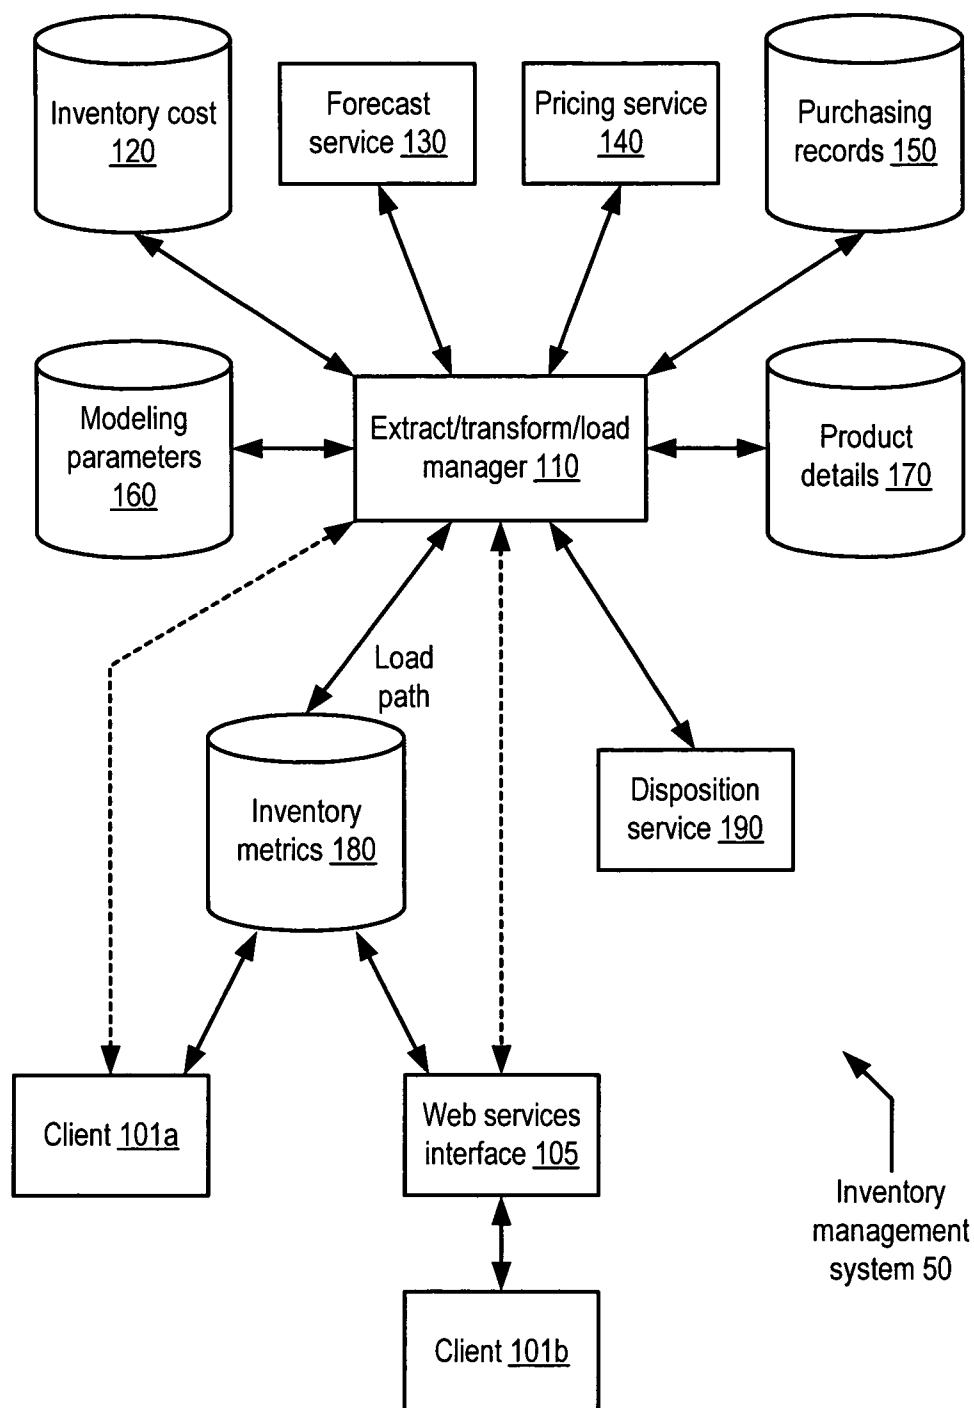 Inventory cost
120
Forecast
service 130
Pricing service
140
Purchasing
records 150
Modeling
parameters
160
Extract/transform/load
manager 110
Product
details 170
Load
path
Inventory
metrics 180
Disposition
service 190
Client 101a
Web services
interface 105
Inventory
management
system 50
Client 101b